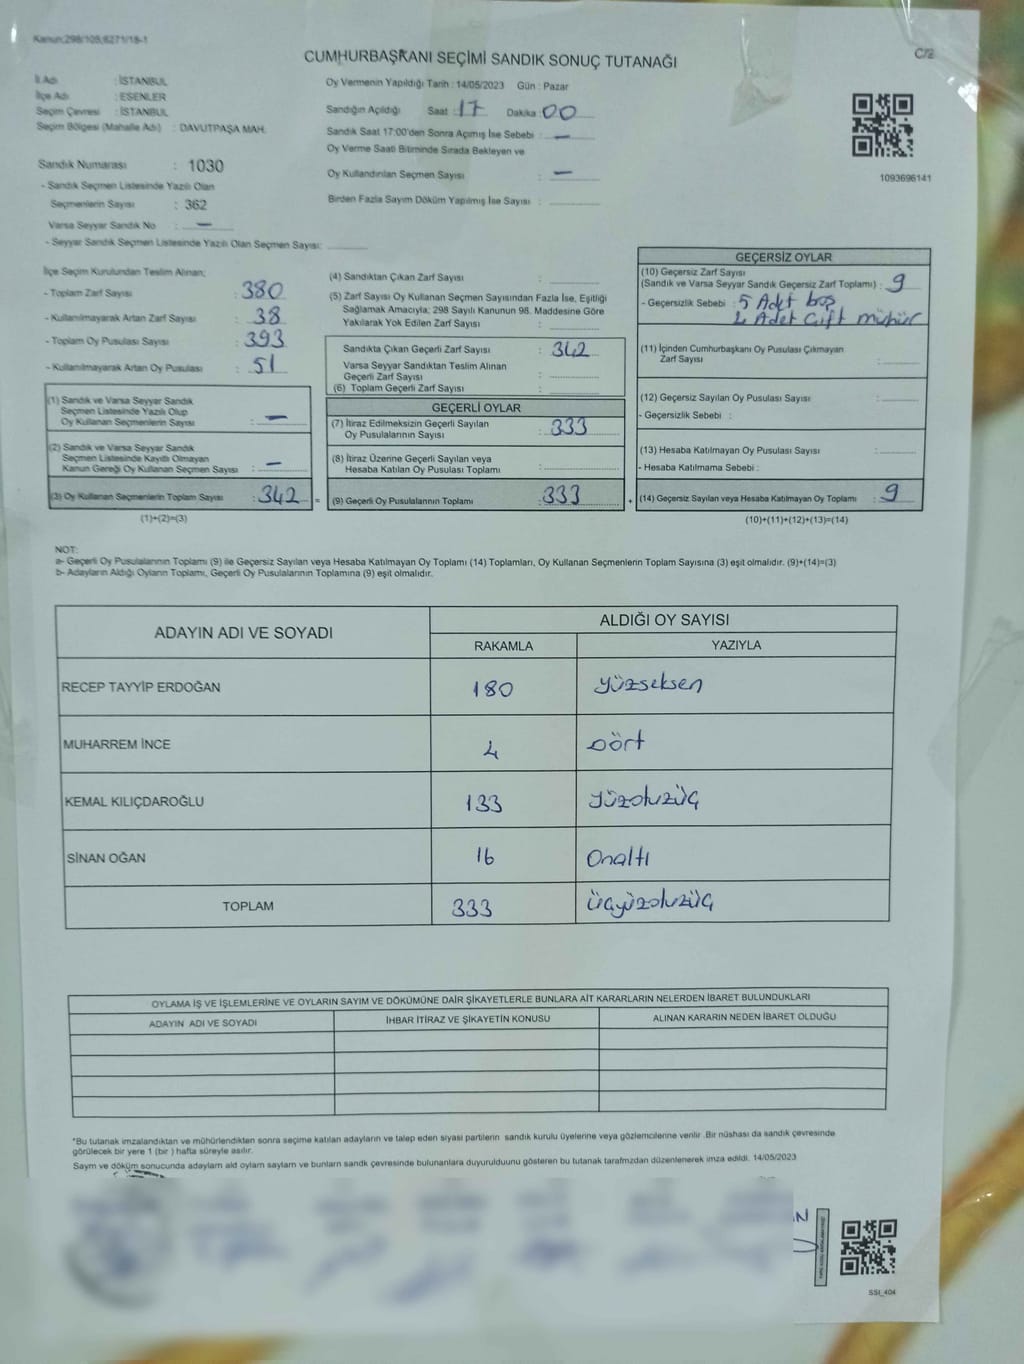 Kanun:298/105,6271/18-1
CUMHURBAŞKANI SEÇİMİ SANDIK SONUÇ TUTANAĞI
C/2
İl Adı : İSTANBUL
İlçe Adı : ESENLER
Seçim Çevresi : İSTANBUL
Seçim Bölgesi (Mahalle Adı) : DAVUTPAŞA MAH.
Sandık Numarası : 1030
- Sandık Seçmen Listesinde Yazılı Olan
Seçmenlerin Sayısı : 362
Varsa Seyyar Sandık No : —
- Seyyar Sandık Seçmen Listesinde Yazılı Olan Seçmen Sayısı:
Oy Vermenin Yapıldığı Tarih : 14/05/2023 Gün : Pazar
Sandığın Açıldığı Saat : 17 Dakika : 00
Sandık Saat 17:00'den Sonra Açımış İse Sebebi : —
Oy Verme Saati Bitiminde Sırada Bekleyen ve
Oy Kullandırılan Seçmen Sayısı : —
Birden Fazla Sayım Döküm Yapılmış İse Sayısı :
1093696141
İlçe Seçim Kurulundan Teslim Alınan;
- Toplam Zarf Sayısı : 380
- Kullanılmayarak Artan Zarf Sayısı : 38
- Toplam Oy Pusulası Sayısı : 393
- Kullanılmayarak Artan Oy Pusulası : 51
(1) Sandık ve Varsa Seyyar Sandık
Seçmen Listesinde Yazılı Olup
Oy Kullanan Seçmenlerin Sayısı : —
(2) Sandık ve Varsa Seyyar Sandık
Seçmen Listesinde Kayıtlı Olmayan
Kanun Gereği Oy Kullanan Seçmen Sayısı : —
(3) Oy Kullanan Seçmenlerin Toplam Sayısı : 342 =
(1)+(2)=(3)
(4) Sandıktan Çıkan Zarf Sayısı :
(5) Zarf Sayısı Oy Kullanan Seçmen Sayısından Fazla İse, Eşitliği
Sağlamak Amacıyla; 298 Sayılı Kanunun 98. Maddesine Göre
Yakılarak Yok Edilen Zarf Sayısı :
Sandıkta Çıkan Geçerli Zarf Sayısı : 342
Varsa Seyyar Sandıktan Teslim Alınan
Geçerli Zarf Sayısı :
(6) Toplam Geçerli Zarf Sayısı :
GEÇERLİ OYLAR
(7) İtiraz Edilmeksizin Geçerli Sayılan
Oy Pusulalarının Sayısı : 333
(8) İtiraz Üzerine Geçerli Sayılan veya
Hesaba Katılan Oy Pusulası Toplamı :
(9) Geçerli Oy Pusulalarının Toplamı : 333 +
GEÇERSİZ OYLAR
(10) Geçersiz Zarf Sayısı
(Sandık ve Varsa Seyyar Sandık Geçersiz Zarf Toplamı) : 9
- Geçersizlik Sebebi : 5 Adet boş
4 Adet Çift mühür
(11) İçinden Cumhurbaşkanı Oy Pusulası Çıkmayan
Zarf Sayısı :
(12) Geçersiz Sayılan Oy Pusulası Sayısı :
- Geçersizlik Sebebi :
(13) Hesaba Katılmayan Oy Pusulası Sayısı :
- Hesaba Katılmama Sebebi :
(14) Geçersiz Sayılan veya Hesaba Katılmayan Oy Toplamı : 9
(10)+(11)+(12)+(13)=(14)
NOT:
a- Geçerli Oy Pusulalarının Toplamı (9) ile Geçersiz Sayılan veya Hesaba Katılmayan Oy Toplamı (14) Toplamları, Oy Kullanan Seçmenlerin Toplam Sayısına (3) eşit olmalıdır. (9)+(14)=(3)
b- Adayların Aldığı Oyların Toplamı, Geçerli Oy Pusulalarının Toplamına (9) eşit olmalıdır.
ADAYIN ADI VE SOYADI
ALDIĞI OY SAYISI
RAKAMLA YAZIYLA
RECEP TAYYİP ERDOĞAN 180 Yüzseksen
MUHARREM İNCE 4 Dört
KEMAL KILIÇDAROĞLU 133 Yüzotuzüç
SİNAN OĞAN 16 Onaltı
TOPLAM 333 Üçyüzotuzüç
OYLAMA İŞ VE İŞLEMLERİNE VE OYLARIN SAYIM VE DÖKÜMÜNE DAİR ŞİKAYETLERLE BUNLARA AİT KARARLARIN NELERDEN İBARET BULUNDUKLARI
ADAYIN ADI VE SOYADI İHBAR İTİRAZ VE ŞİKAYETİN KONUSU ALINAN KARARIN NEDEN İBARET OLDUĞU
*Bu tutanak imzalandıktan ve mühürlendikten sonra seçime katılan adayların ve talep eden siyasi partilerin sandık kurulu üyelerine veya gözlemcilerine verilir .Bir nüshası da sandık çevresinde
görülecek bir yere 1 (bir ) hafta süreyle asılır.
Sayım ve döküm sonucunda adayların ald oyların sayları ve bunların sandk çevresinde bulunanlara duyurulduunu gösteren bu tutanak tarafmzdan düzenlenerek imza edildi. 14/05/2023
SSI_404